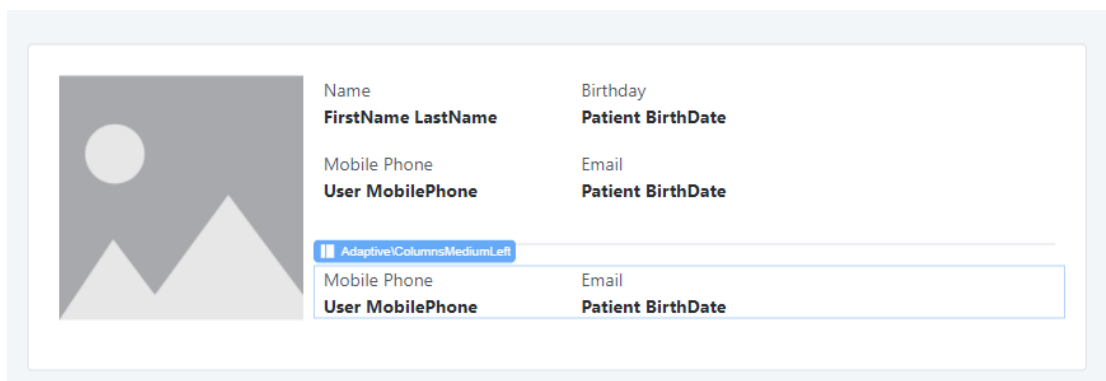 Name Birthday
FirstName LastName Patient BirthDate
Mobile Phone Email
User MobilePhone Patient BirthDate
Adaptive\ColumnsMediumLeft
Mobile Phone Email
User MobilePhone Patient BirthDate